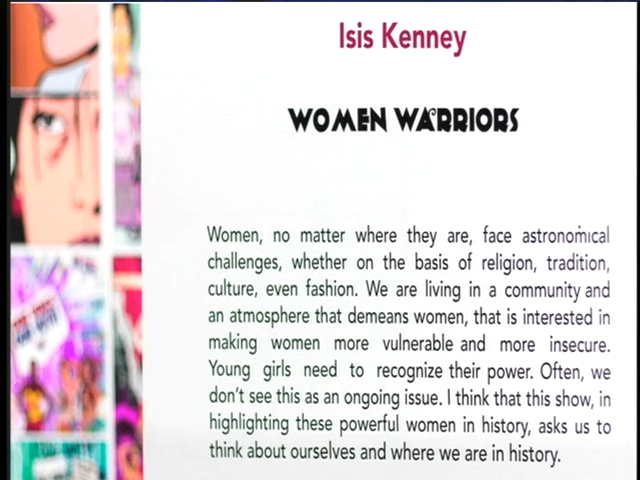 Isis Kenney
WOMEN WARRIORS
Women, no matter where they are, face astronomical
challenges, whether on the basis of religion, tradition,
culture, even fashion. We are living in a community and
an atmosphere that demeans women, that is interested in
making women more vulnerable and more insecure.
Young girls need to recognize their power. Often, we
don't see this as an ongoing issue. I think that this show, in
highlighting these powerful women in history, asks us to
think about ourselves and where we are in history.